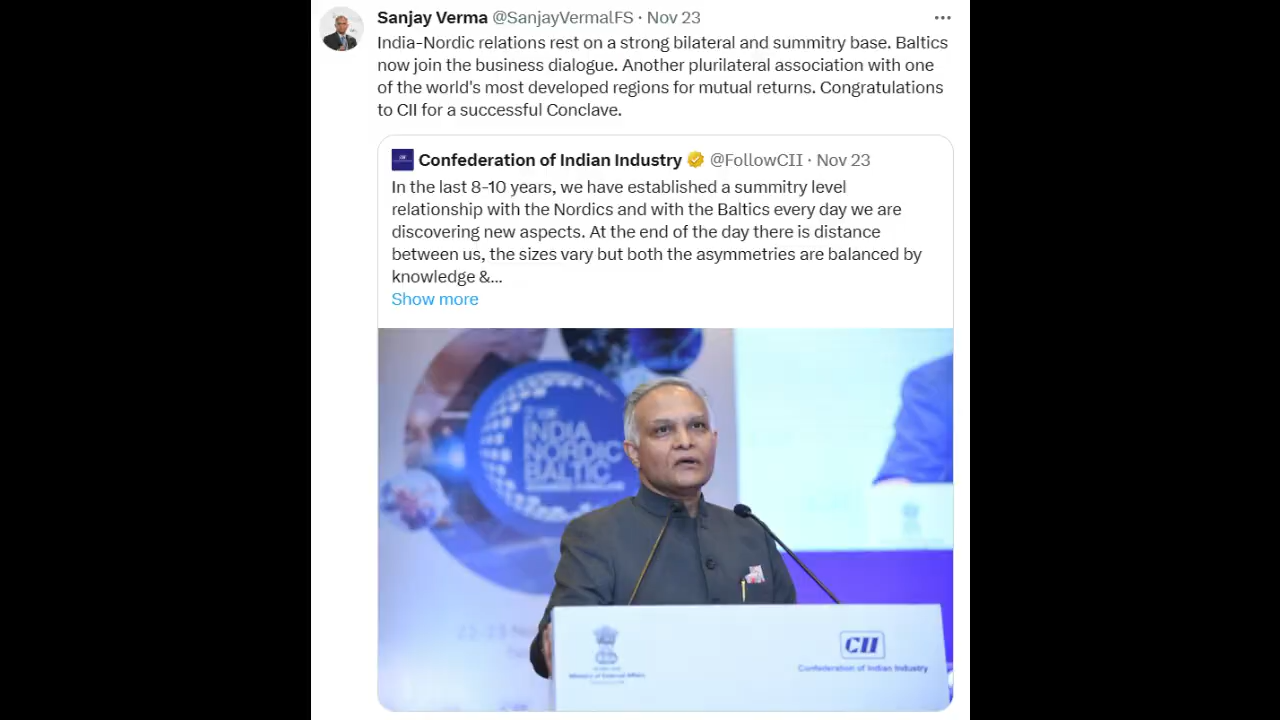 Sanjay Verma @SanjayVermalFS · Nov 23
India-Nordic relations rest on a strong bilateral and summitry base. Baltics
now join the business dialogue. Another plurilateral association with one
of the world's most developed regions for mutual returns. Congratulations
to CII for a successful Conclave.
Confederation of Indian Industry @FollowCII · Nov 23
In the last 8-10 years, we have established a summitry level
relationship with the Nordics and with the Baltics every day we are
discovering new aspects. At the end of the day there is distance
between us, the sizes vary but both the asymmetries are balanced by
knowledge &...
Show more
INDIA
NORDIC
BALTIC
Ministry of External Affairs
CII
Confederation of Indian Industry